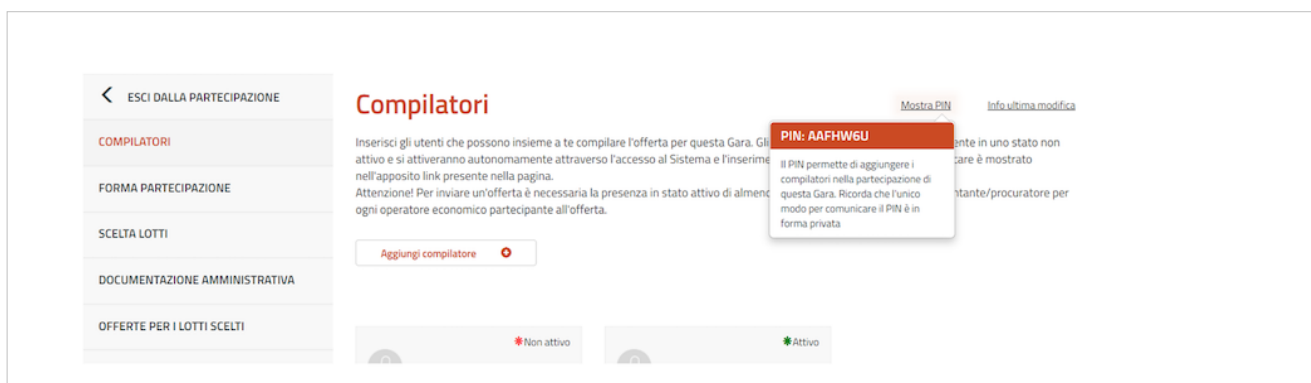 ESCI DALLA PARTECIPAZIONE
COMPILATORI
FORMA PARTECIPAZIONE
SCELTA LOTTI
DOCUMENTAZIONE AMMINISTRATIVA
OFFERTE PER I LOTTI SCELTI
Compilatori
Mostra PIN
Info ultima modifica
Inserisci gli utenti che possono insieme a te compilare l'offerta per questa Gara. Gli
ente in uno stato non
attivo e si attiveranno autonomamente attraverso l'accesso al Sistema e l'inserime
care è mostrato
nell'apposito link presente nella pagina.
Attenzione! Per inviare un'offerta è necessaria la presenza in stato attivo di almeno
ntante/procuratore per
ogni operatore economico partecipante all'offerta.
PIN: AAFHW6U
Il PIN permette di aggiungere i
compilatori nella partecipazione di
questa Gara. Ricorda che l'unico
modo per comunicare il PIN è in
forma privata
Aggiungi compilatore
Non attivo
Attivo